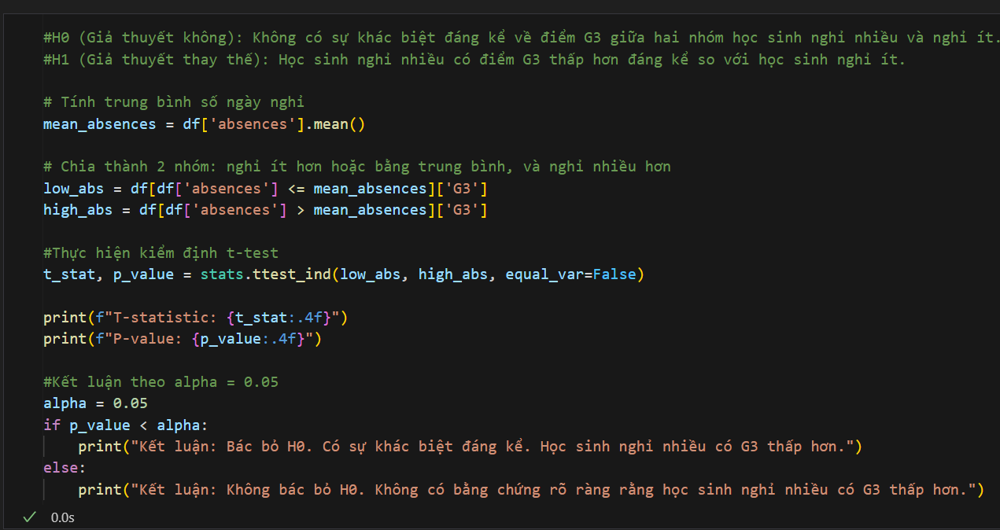 #H0 (Giả thuyết không): Không có sự khác biệt đáng kể về điểm G3 giữa hai nhóm học sinh nghỉ nhiều và nghỉ ít.
#H1 (Giả thuyết thay thế): Học sinh nghỉ nhiều có điểm G3 thấp hơn đáng kể so với học sinh nghỉ ít.
# Tính trung bình số ngày nghỉ
mean_absences = df['absences'].mean()
# Chia thành 2 nhóm: nghỉ ít hơn hoặc bằng trung bình, và nghỉ nhiều hơn
low_abs = df[df['absences'] <= mean_absences]['G3']
high_abs = df[df['absences'] > mean_absences]['G3']
#Thực hiện kiểm định t-test
t_stat, p_value = stats.ttest_ind(low_abs, high_abs, equal_var=False)
print(f"T-statistic: {t_stat:.4f}")
print(f"P-value: {p_value:.4f}")
#Kết luận theo alpha = 0.05
alpha = 0.05
if p_value < alpha:
    print("Kết luận: Bác bỏ H0. Có sự khác biệt đáng kể. Học sinh nghỉ nhiều có G3 thấp hơn.")
else:
    print("Kết luận: Không bác bỏ H0. Không có bằng chứng rõ ràng rằng học sinh nghỉ nhiều có G3 thấp hơn.")
0.0s